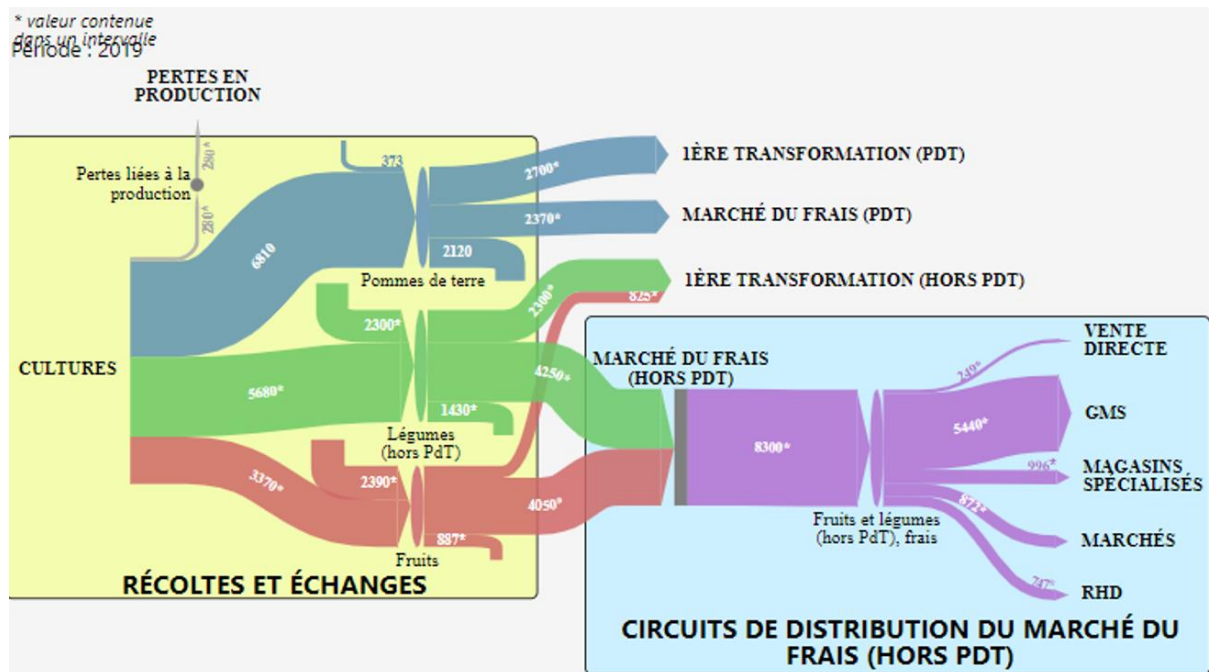 * valeur contenue
dans un intervalle
Période : 2019
PERTES EN
PRODUCTION
280*
Pertes liées à la
production
280*
373
2700*
1ÈRE TRANSFORMATION (PDT)
6810
2370*
MARCHÉ DU FRAIS (PDT)
2120
Pommes de terre
2300*
2300*
1ÈRE TRANSFORMATION (HORS PDT)
825*
CULTURES
5680*
4250*
1430*
Légumes
(hors PdT)
MARCHÉ DU FRAIS
(HORS PDT)
3370*
2390*
4050*
887*
Fruits
RÉCOLTES ET ÉCHANGES
8300*
249*
VENTE
DIRECTE
5440*
GMS
996*
MAGASINS
SPÉCIALISÉS
872*
Fruits et légumes
(hors PdT), frais
MARCHÉS
747*
RHD
CIRCUITS DE DISTRIBUTION DU MARCHÉ DU
FRAIS (HORS PDT)